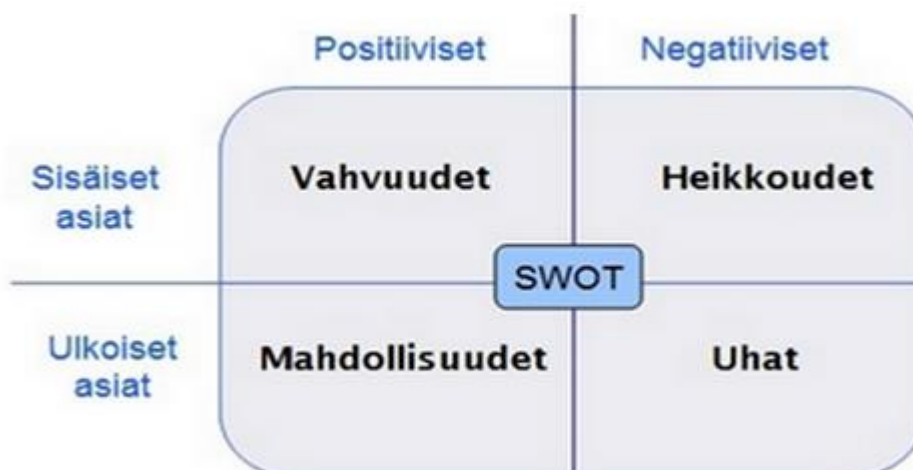 Positiiviset Negatiiviset
Sisäiset
asiat
Vahvuudet Heikkoudet
SWOT
Ulkoiset
asiat
Mahdollisuudet Uhat